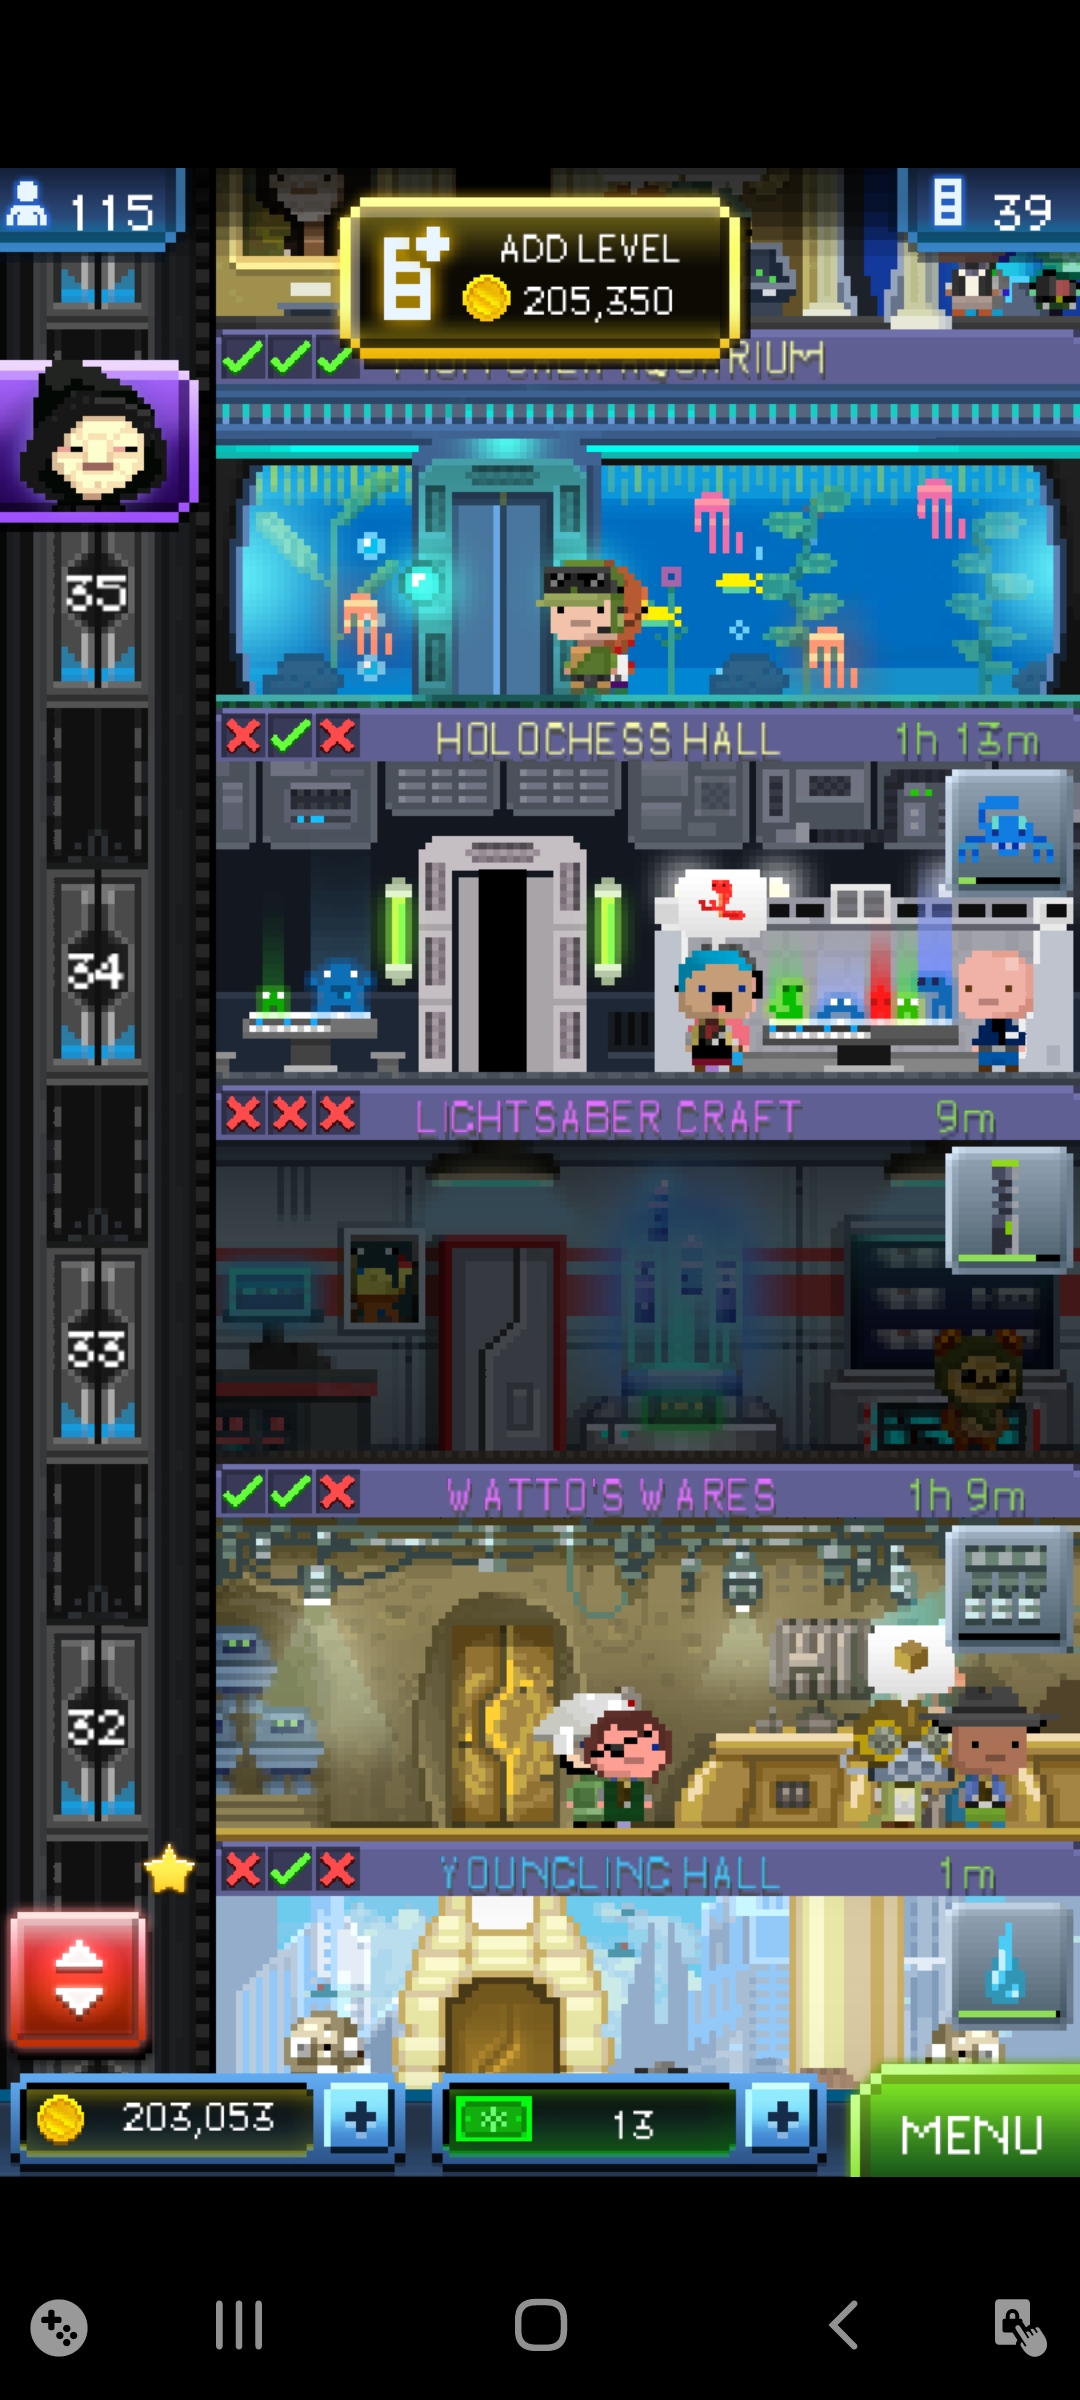 115
ADD LEVEL
205,350
39
RIUM
35
HOLOCHESS HALL
1h 13m
34
LIGHTSABER CRAFT
9m
33
WATTO'S WARES
1h 9m
32
YOUNGLING HALL
1m
203,053
13
MENU